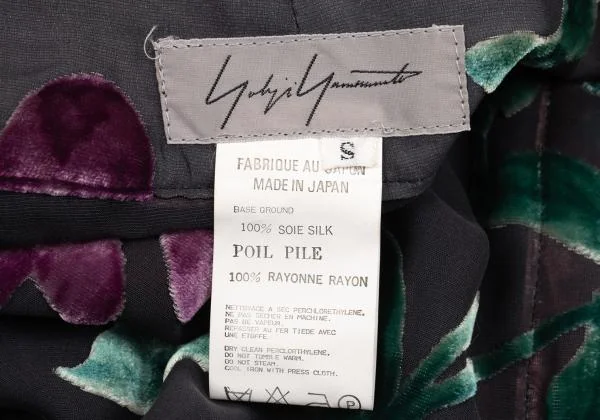 Yohji Yamamoto
S
FABRIQUE AU JAPON
MADE IN JAPAN
BASE GROUND
100% SOIE SILK
POIL PILE
100% RAYONNE RAYON
NETTOYAGE A SEC PERCHLORETHYLENE.
NE PAS SECHER EN MACHINE.
PAS DE VAPEUR.
REPASSER AU FER TIEDE AVEC
UNE ETOFFE.
DRY CLEAN PERCLORTHYLENE.
DO NOT TUMBLE WARM.
DO NOT STEAM.
COOL IRON WITH PRESS CLOTH.